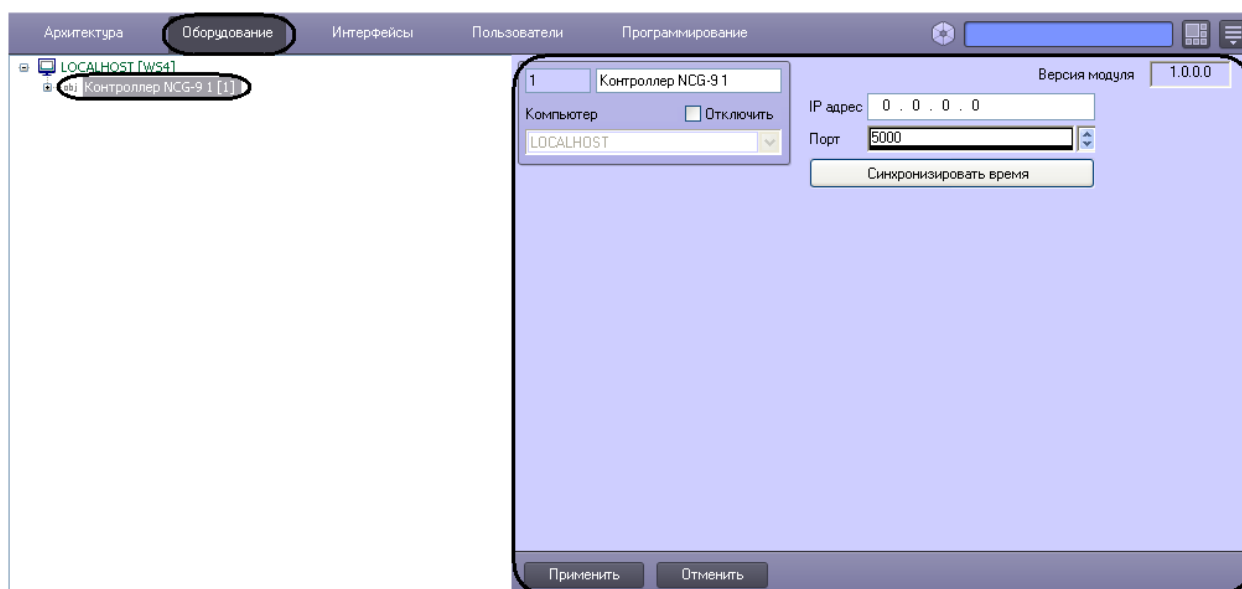 Архитектура Оборудование Интерфейсы Пользователи Программирование
LOCALHOST [WS4]
obj Контроллер NCG-9 1 [1]
1 Контроллер NCG-9 1
Компьютер Отключить
LOCALHOST
Версия модуля 1.0.0.0
IP адрес 0 . 0 . 0 . 0
Порт 5000
Синхронизировать время
Применить Отменить